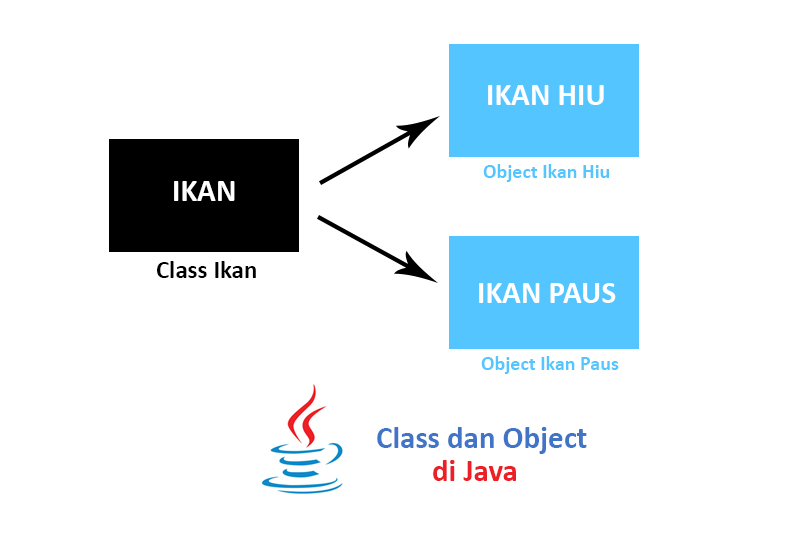 IKAN
Class Ikan
IKAN HIU
Object Ikan Hiu
IKAN PAUS
Object Ikan Paus
Class dan Object
di Java